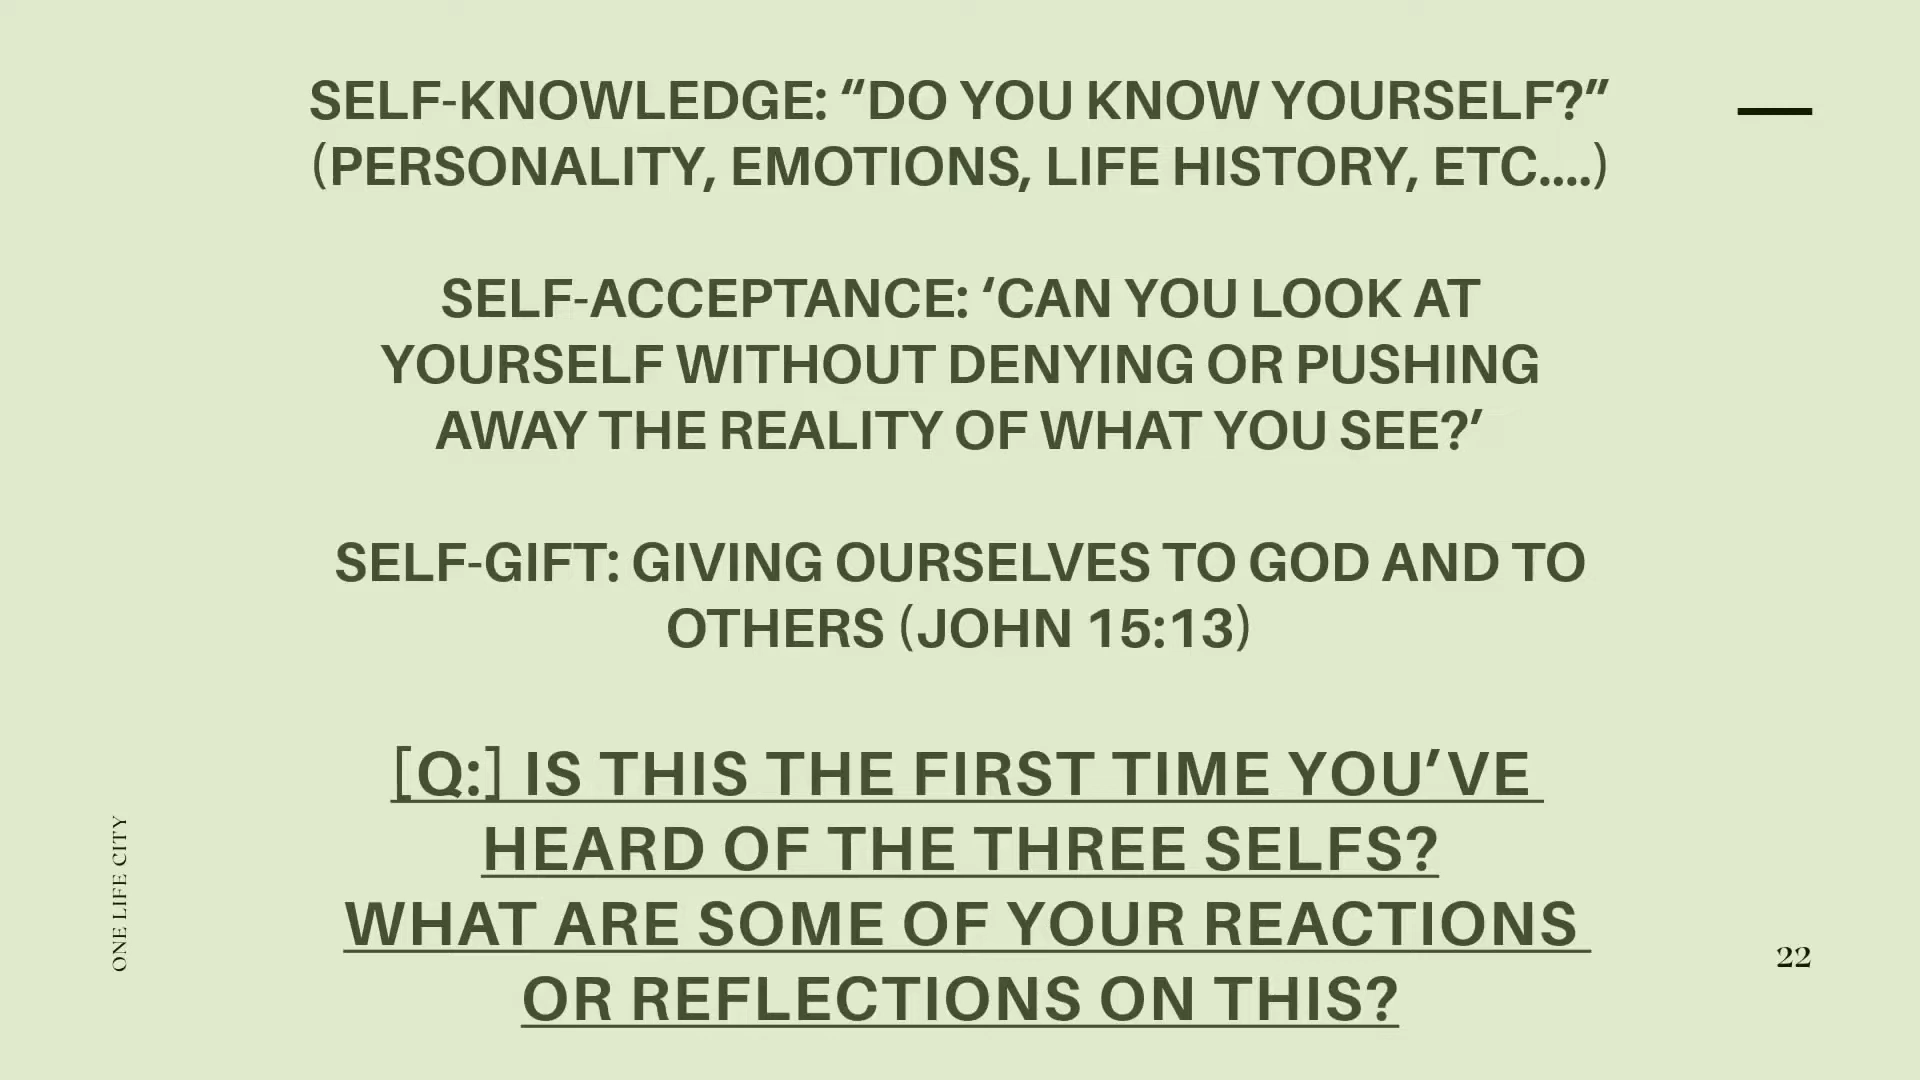 SELF-KNOWLEDGE: “DO YOU KNOW YOURSELF?”
(PERSONALITY, EMOTIONS, LIFE HISTORY, ETC....)
SELF-ACCEPTANCE: ‘CAN YOU LOOK AT
YOURSELF WITHOUT DENYING OR PUSHING
AWAY THE REALITY OF WHAT YOU SEE?’
SELF-GIFT: GIVING OURSELVES TO GOD AND TO
OTHERS (JOHN 15:13)
[Q:] IS THIS THE FIRST TIME YOU’VE
HEARD OF THE THREE SELFS?
WHAT ARE SOME OF YOUR REACTIONS
OR REFLECTIONS ON THIS?
ONE LIFE CITY
22